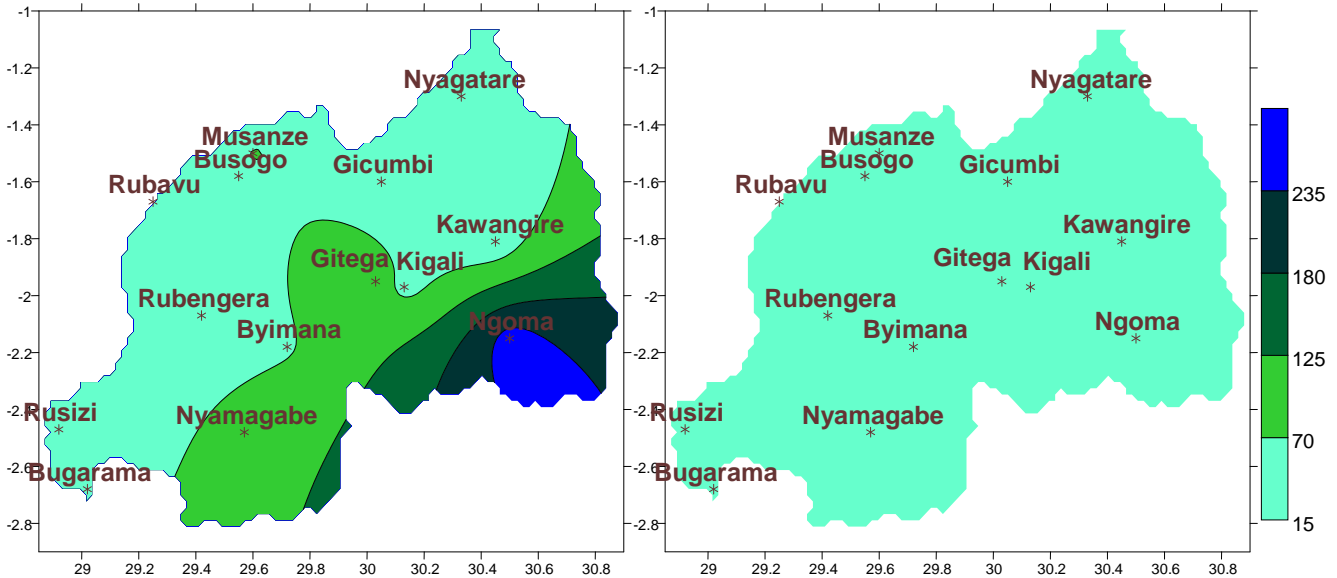 -1
-1.2
-1.4
-1.6
-1.8
-2
-2.2
-2.4
-2.6
-2.8
29 29.2 29.4 29.6 29.8 30 30.2 30.4 30.6 30.8
Nyagatare
Musanze
Busogo
Gicumbi
Rubavu
Kawangire
Gitega Kigali
Rubengera
Ngoma
Byimana
Rusizi
Nyamagabe
Bugarama
-1
-1.2
-1.4
-1.6
-1.8
-2
-2.2
-2.4
-2.6
-2.8
29 29.2 29.4 29.6 29.8 30 30.2 30.4 30.6 30.8
Nyagatare
Musanze
Busogo
Gicumbi
Rubavu
Kawangire
Gitega Kigali
Rubengera
Ngoma
Byimana
Rusizi
Nyamagabe
Bugarama
235
180
125
70
15